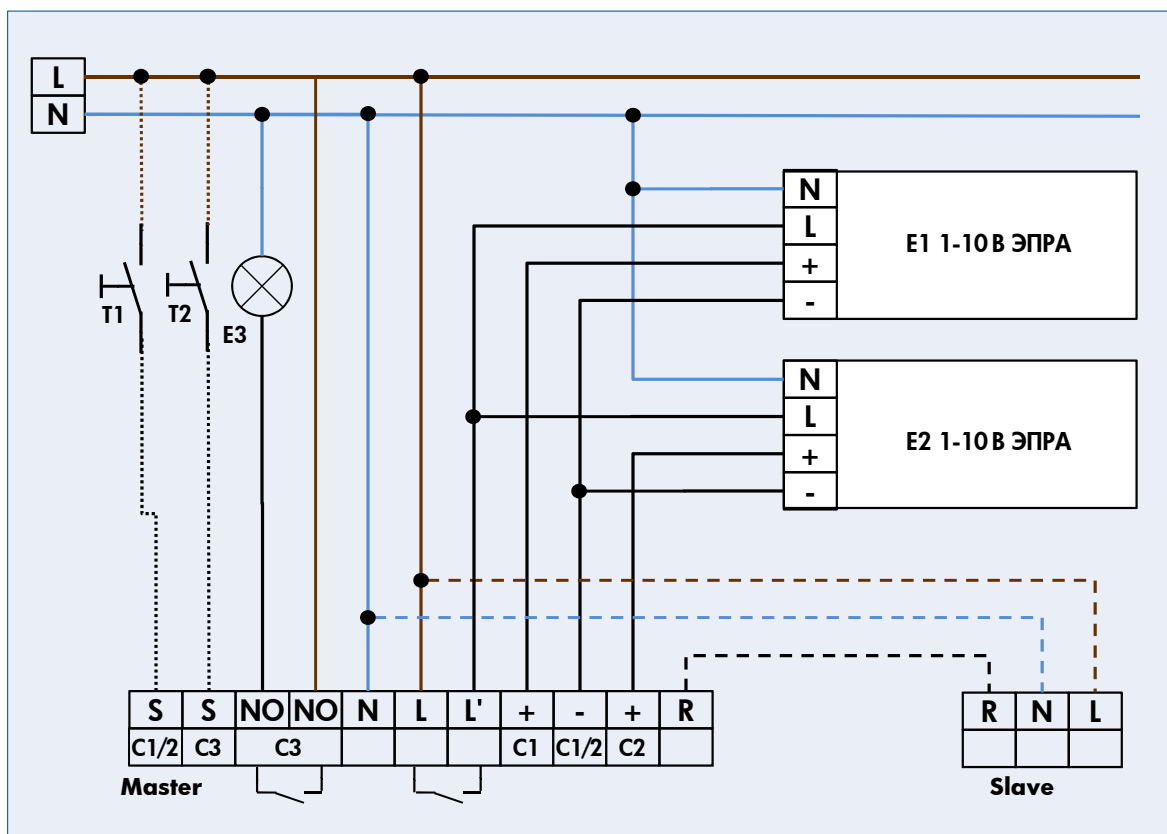 L
N
N
L
+
-
E1 1-10 В ЭПРА
T1
T2
E3
N
L
+
-
E2 1-10 В ЭПРА
S S NO NO N L L' + - + R
C1/2 C3 C3 C1 C1/2 C2
Master
R N L
Slave